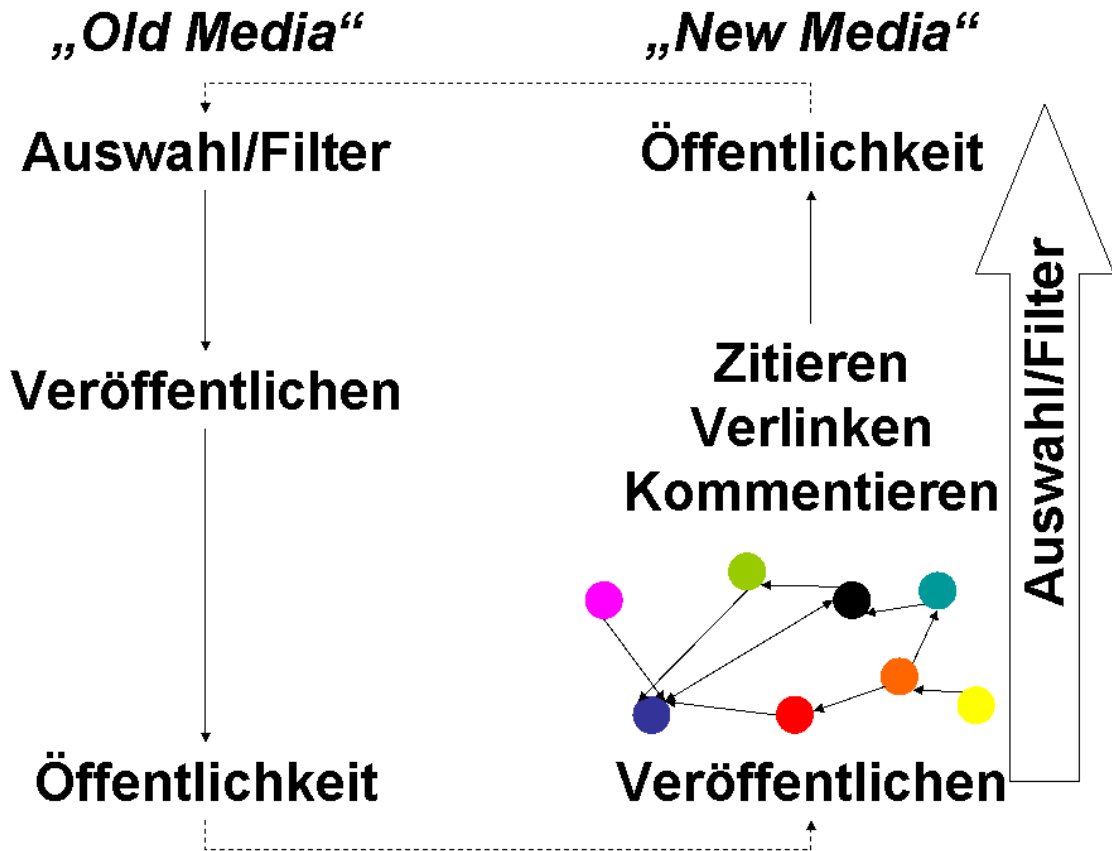 „Old Media“
„New Media“
Auswahl/Filter
Öffentlichkeit
Veröffentlichen
Zitieren
Verlinken
Kommentieren
Auswahl/Filter
Öffentlichkeit
Veröffentlichen